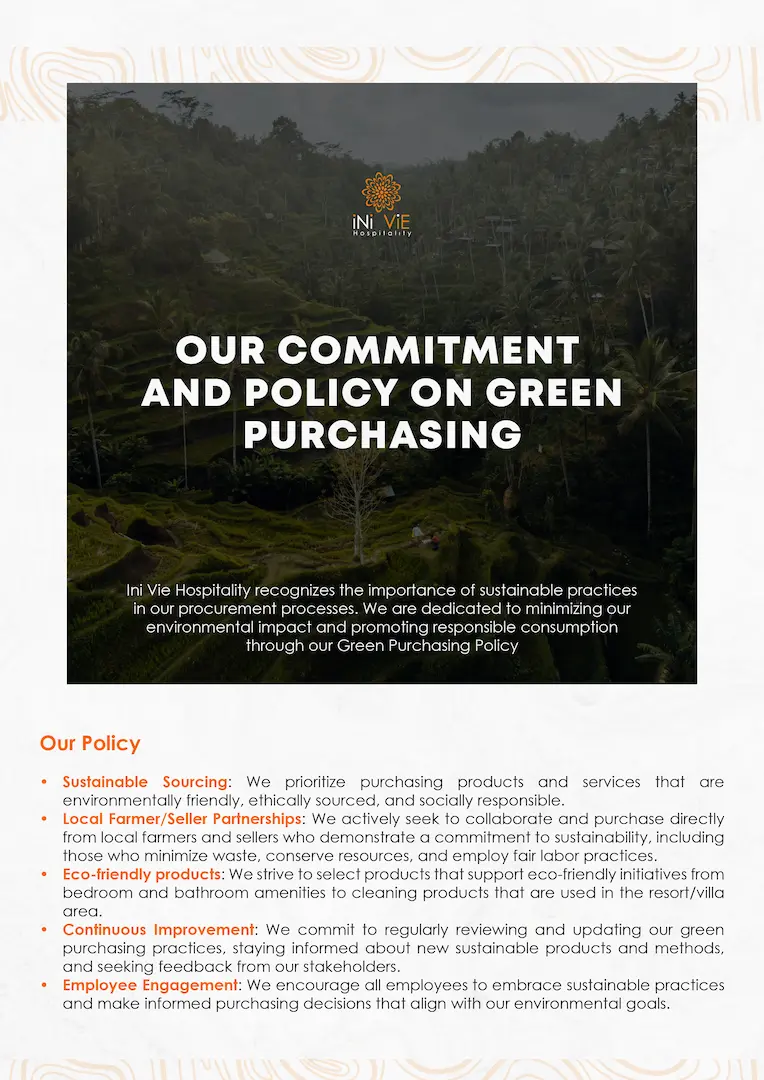 iNi ViE
Hospitality
OUR COMMITMENT
AND POLICY ON GREEN
PURCHASING
Ini Vie Hospitality recognizes the importance of sustainable practices
in our procurement processes. We are dedicated to minimizing our
environmental impact and promoting responsible consumption
through our Green Purchasing Policy
Our Policy
• Sustainable Sourcing: We prioritize purchasing products and services that are
environmentally friendly, ethically sourced, and socially responsible.
• Local Farmer/Seller Partnerships: We actively seek to collaborate and purchase directly
from local farmers and sellers who demonstrate a commitment to sustainability, including
those who minimize waste, conserve resources, and employ fair labor practices.
• Eco-friendly products: We strive to select products that support eco-friendly initiatives from
bedroom and bathroom amenities to cleaning products that are used in the resort/villa
area.
• Continuous Improvement: We commit to regularly reviewing and updating our green
purchasing practices, staying informed about new sustainable products and methods,
and seeking feedback from our stakeholders.
• Employee Engagement: We encourage all employees to embrace sustainable practices
and make informed purchasing decisions that align with our environmental goals.